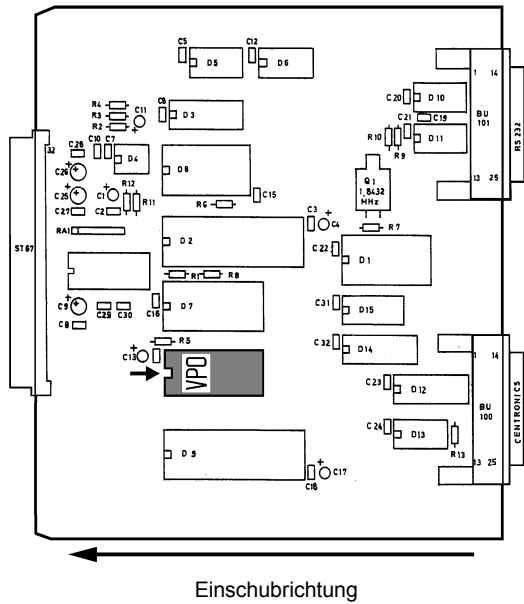 C5
C12
D5
D6
R4
R3
R2
C11
+
C6
D3
C20
D10
C19
C21
D11
R10
R9
1
14
BU
101
13
25
RS 232
32
C28
C10
C7
D4
C26
+
C25
+
C27
C1
+
C2
R12
R11
RA1
ST67
D8
R6
C15
Q1
1,8432
MHz
R7
C3
+
C4
D2
C22
D1
R1
R8
C9
+
C8
C29
C30
C16
D7
C31
D15
R5
C13
+
VPO
C32
D14
C23
D12
C24
D13
R13
1
14
BU
100
13
25
CENTRONICS
D9
C18
+
C17
Einschubrichtung